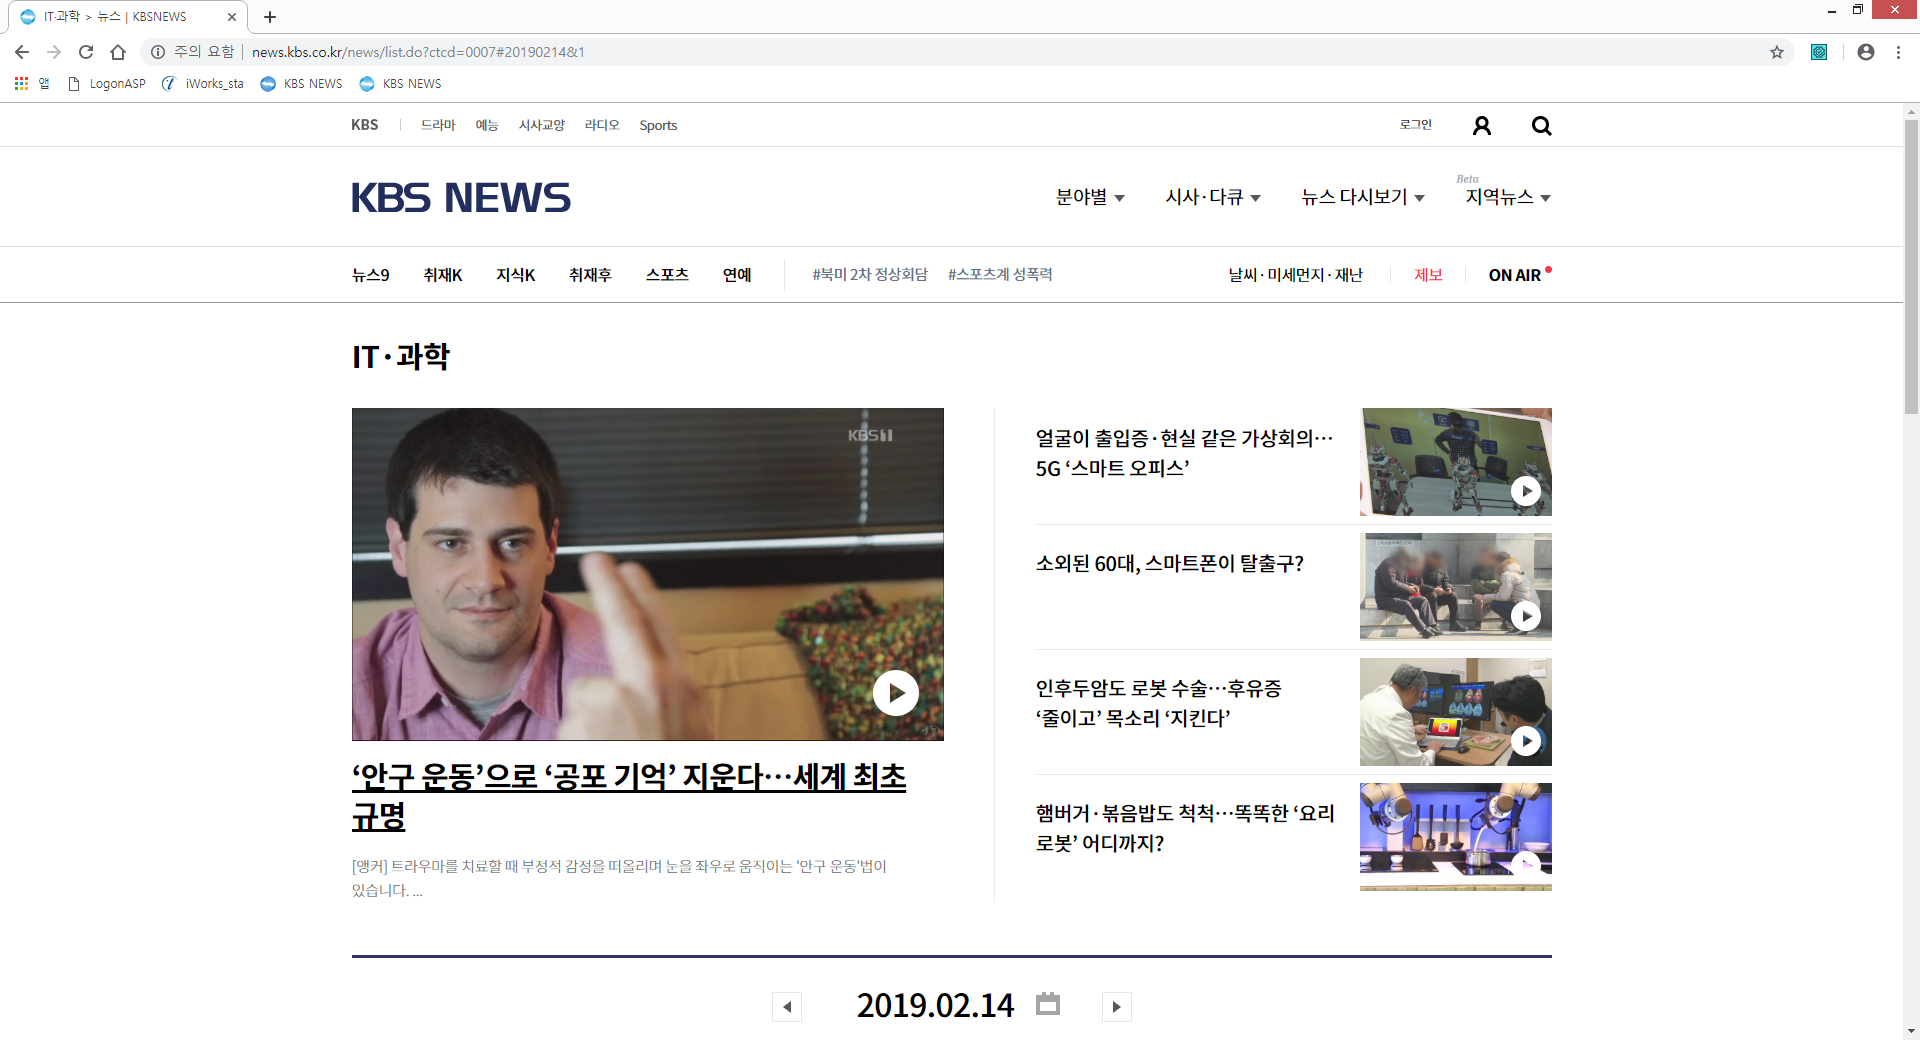 IT·과학 > 뉴스 | KBSNEWS
주의 요함 | news.kbs.co.kr/news/list.do?ctcd=0007#20190214&1
앱 LogonASP iWorks_sta KBS NEWS KBS NEWS
KBS 드라마 예능 시사교양 라디오 Sports 로그인
KBS NEWS
Beta
분야별 시사·다큐 뉴스 다시보기 지역뉴스
뉴스9 취재K 지식K 취재후 스포츠 연예 #북미 2차 정상회담 #스포츠계 성폭력 날씨·미세먼지·재난 제보 ON AIR
IT·과학
KBS1
‘안구 운동’으로 ‘공포 기억’ 지운다…세계 최초
규명
[앵커] 트라우마를 치료할 때 부정적 감정을 떠올리며 눈을 좌우로 움직이는 '안구 운동'법이
있습니다. ...
얼굴이 출입증·현실 같은 가상회의…
5G ‘스마트 오피스’
소외된 60대, 스마트폰이 탈출구?
인후두암도 로봇 수술…후유증
‘줄이고’ 목소리 ‘지킨다’
햄버거·볶음밥도 척척…똑똑한 ‘요리
로봇’ 어디까지?
2019.02.14